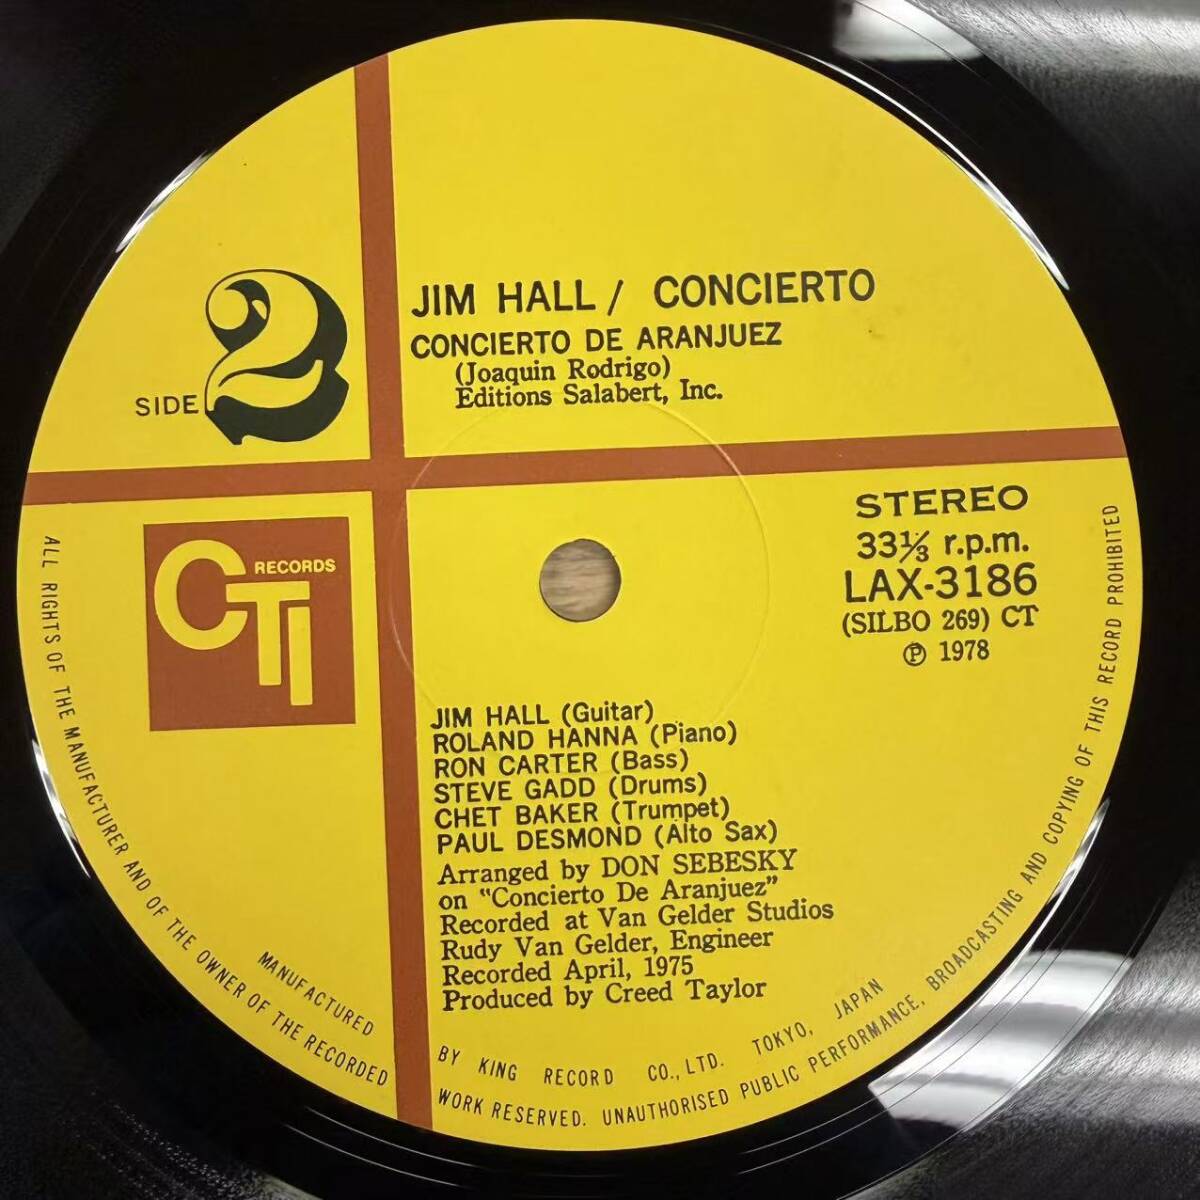 JIM HALL / CONCIERTO
CONCIERTO DE ARANJUEZ
(Joaquin Rodrigo)
Editions Salabert, Inc.
SIDE 2
CTI RECORDS
STEREO
33⅓ r.p.m.
LAX-3186
(SILBO 269) CT
Ⓟ 1978
JIM HALL (Guitar)
ROLAND HANNA (Piano)
RON CARTER (Bass)
STEVE GADD (Drums)
CHET BAKER (Trumpet)
PAUL DESMOND (Alto Sax)
Arranged by DON SEBESKY
on "Concierto De Aranjuez"
Recorded at Van Gelder Studios
Rudy Van Gelder, Engineer
Recorded April, 1975
Produced by Creed Taylor
MANUFACTURED BY KING RECORD CO., LTD. TOKYO, JAPAN
ALL RIGHTS OF THE MANUFACTURER AND OF THE OWNER OF THE RECORDED WORK RESERVED. UNAUTHORISED PUBLIC PERFORMANCE, BROADCASTING AND COPYING OF THIS RECORD PROHIBITED